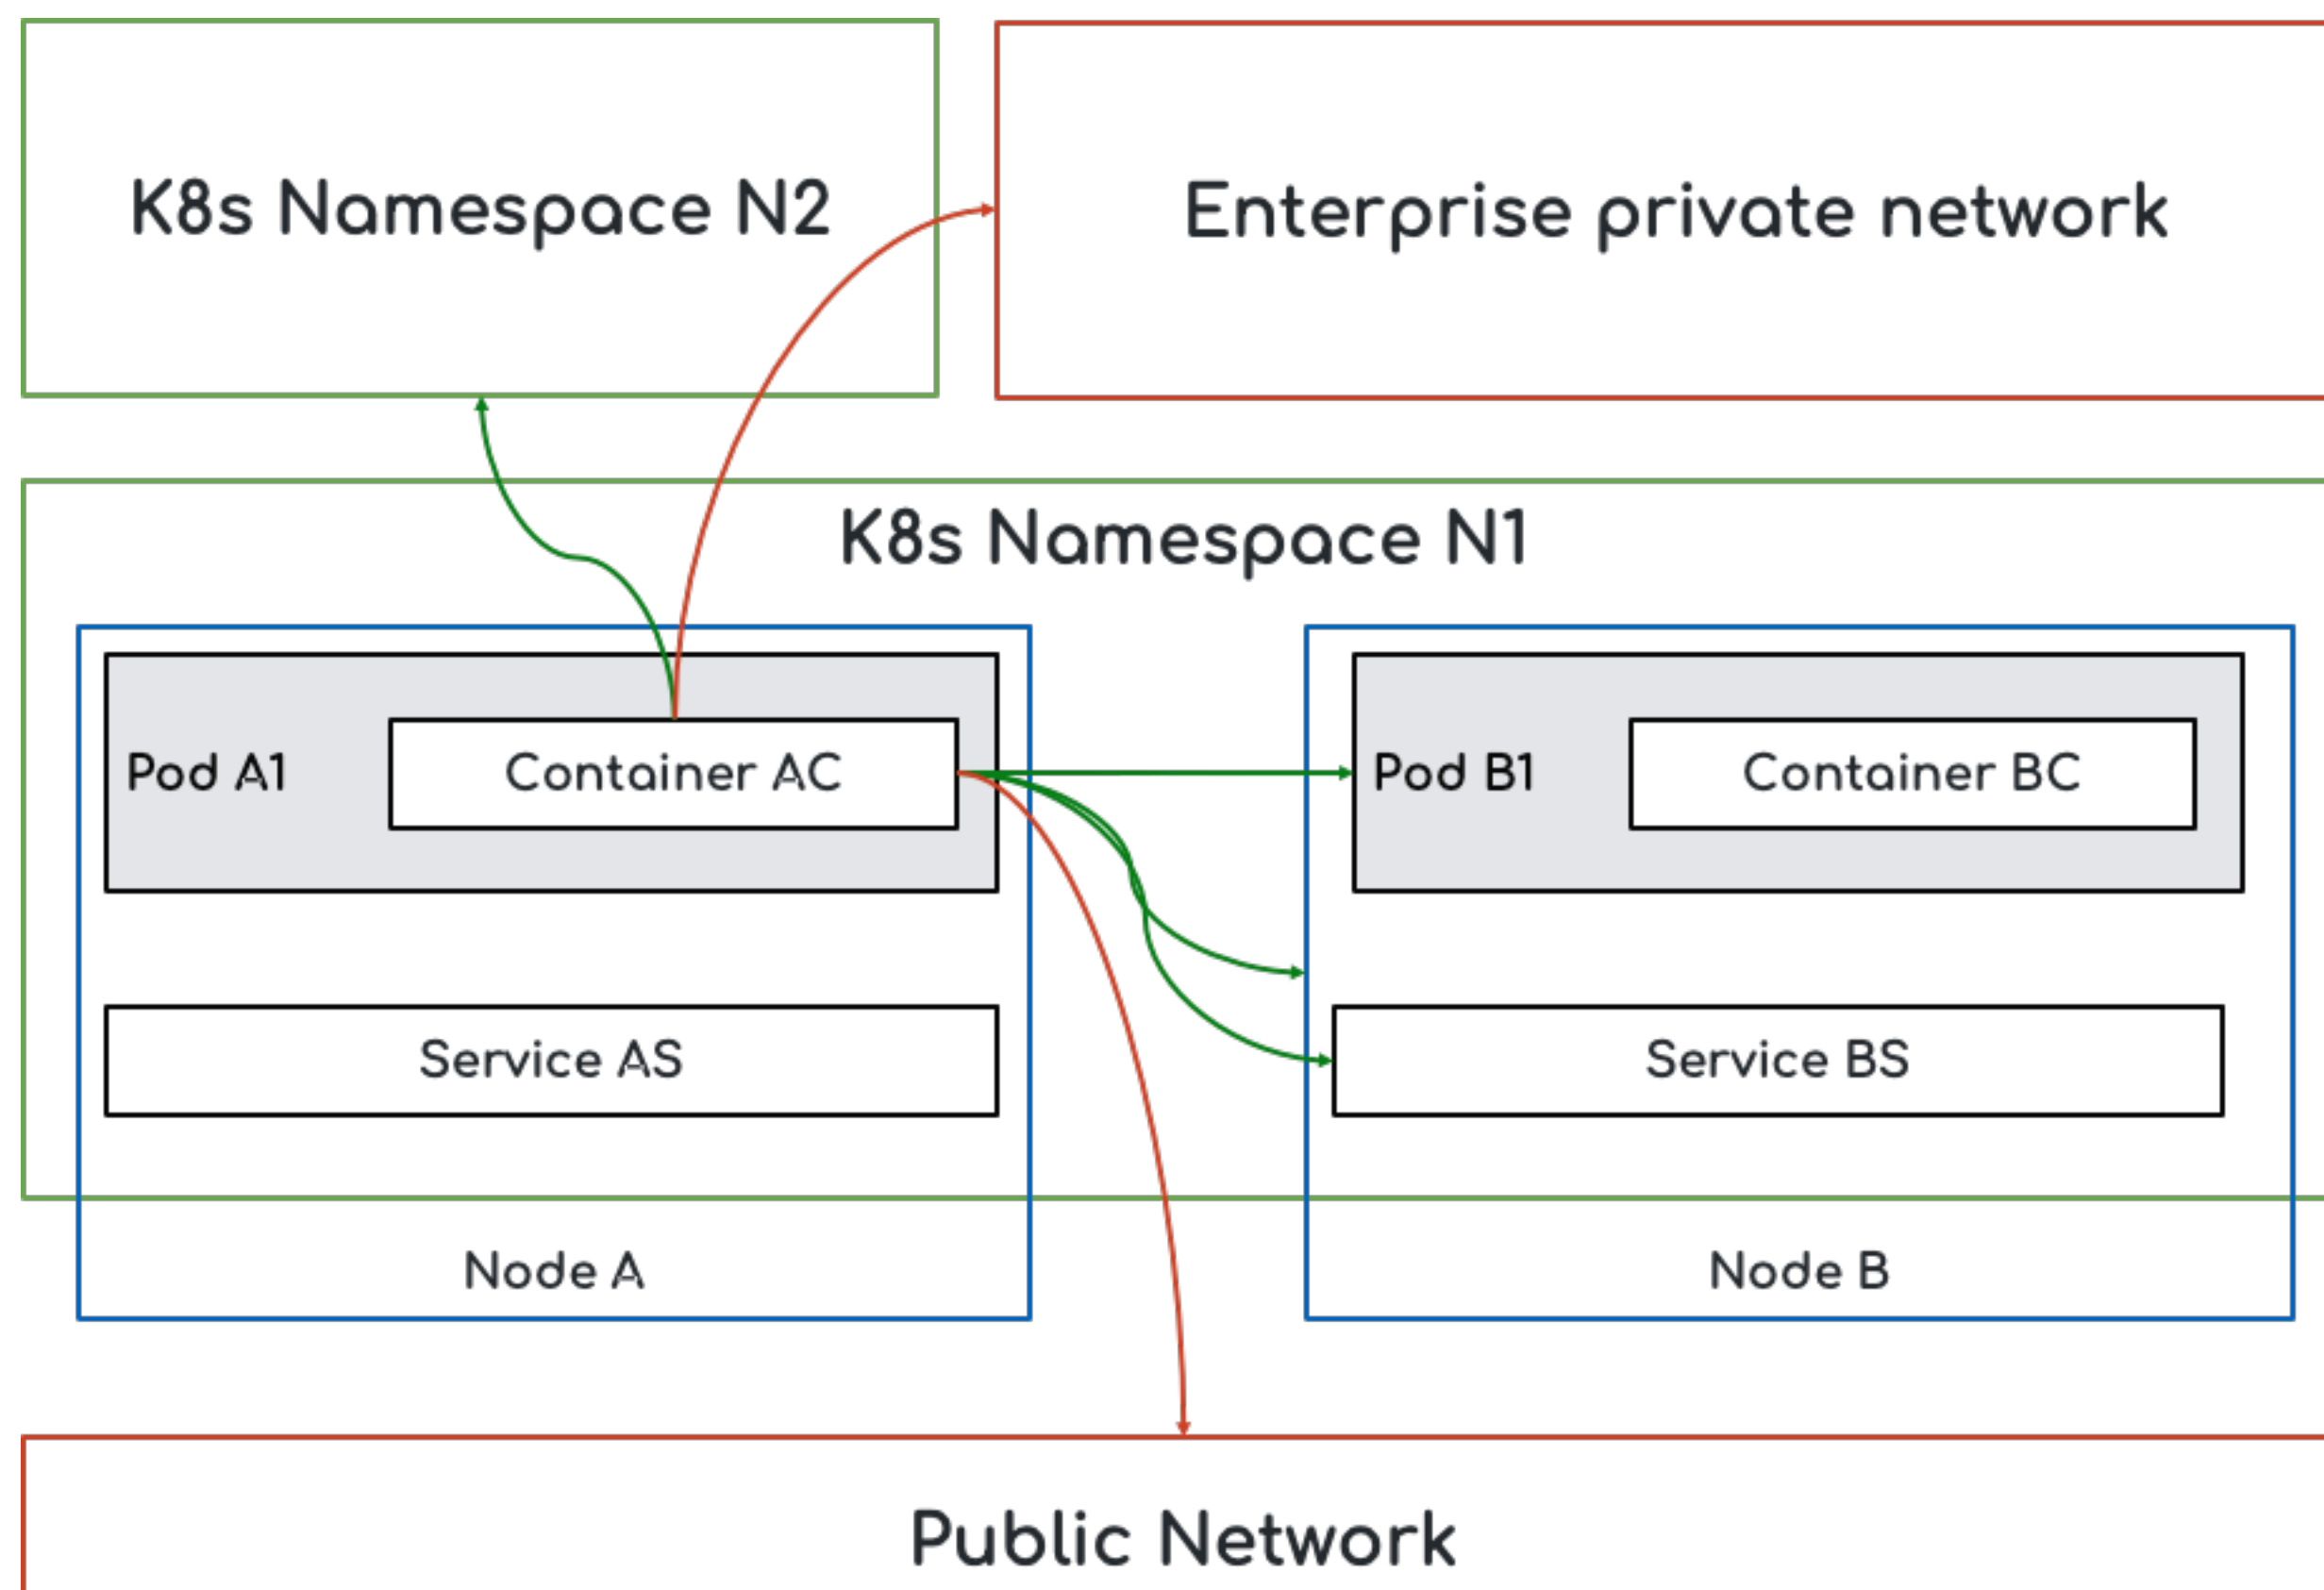 K8s Namespace N2
Enterprise private network
K8s Namespace N1
Pod A1
Container AC
Pod B1
Container BC
Service AS
Service BS
Node A
Node B
Public Network